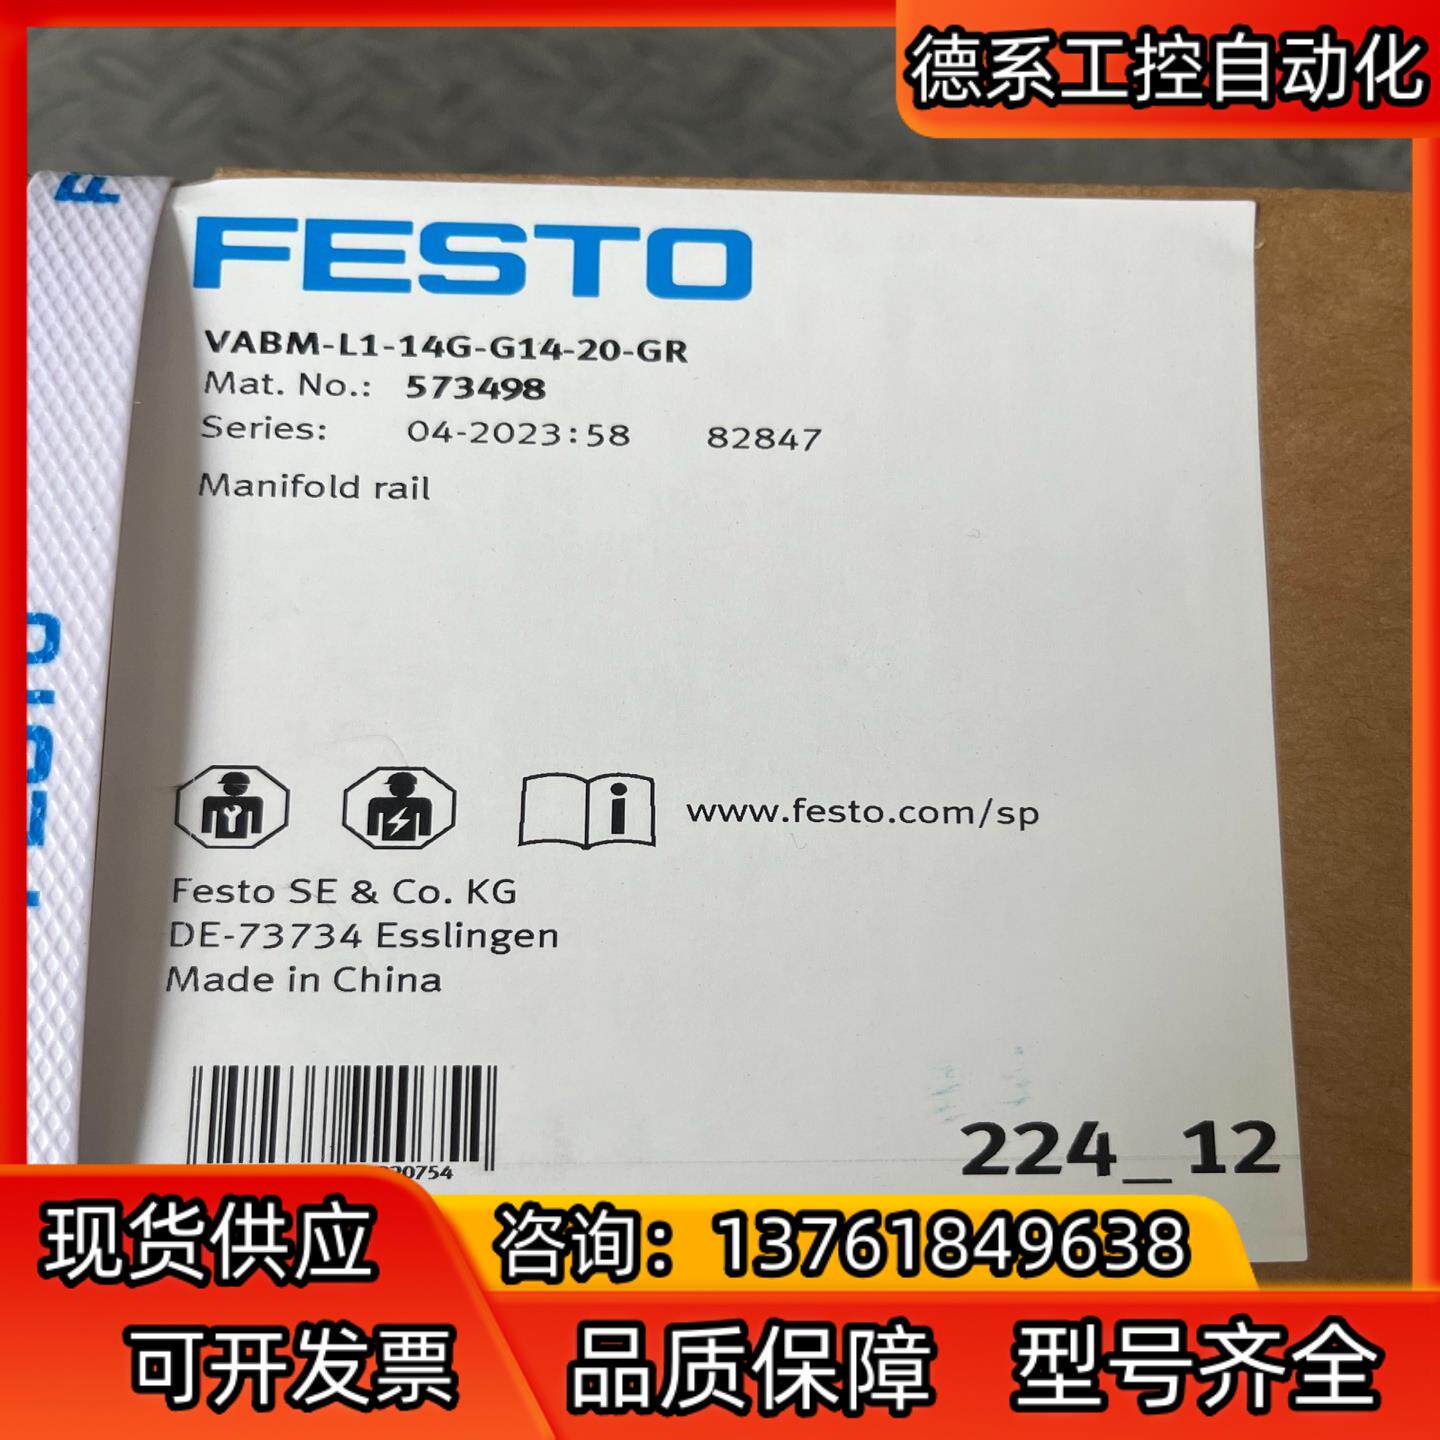 德系工控自动化
FESTO
VABM-L1-14G-G14-20-GR
Mat. No.: 573498
Series: 04-2023:58 82847
Manifold rail
www.festo.com/sp
Festo SE & Co. KG
DE-73734 Esslingen
Made in China
224_12
现货供应
咨询：13761849638
可开发票
品质保障
型号齐全